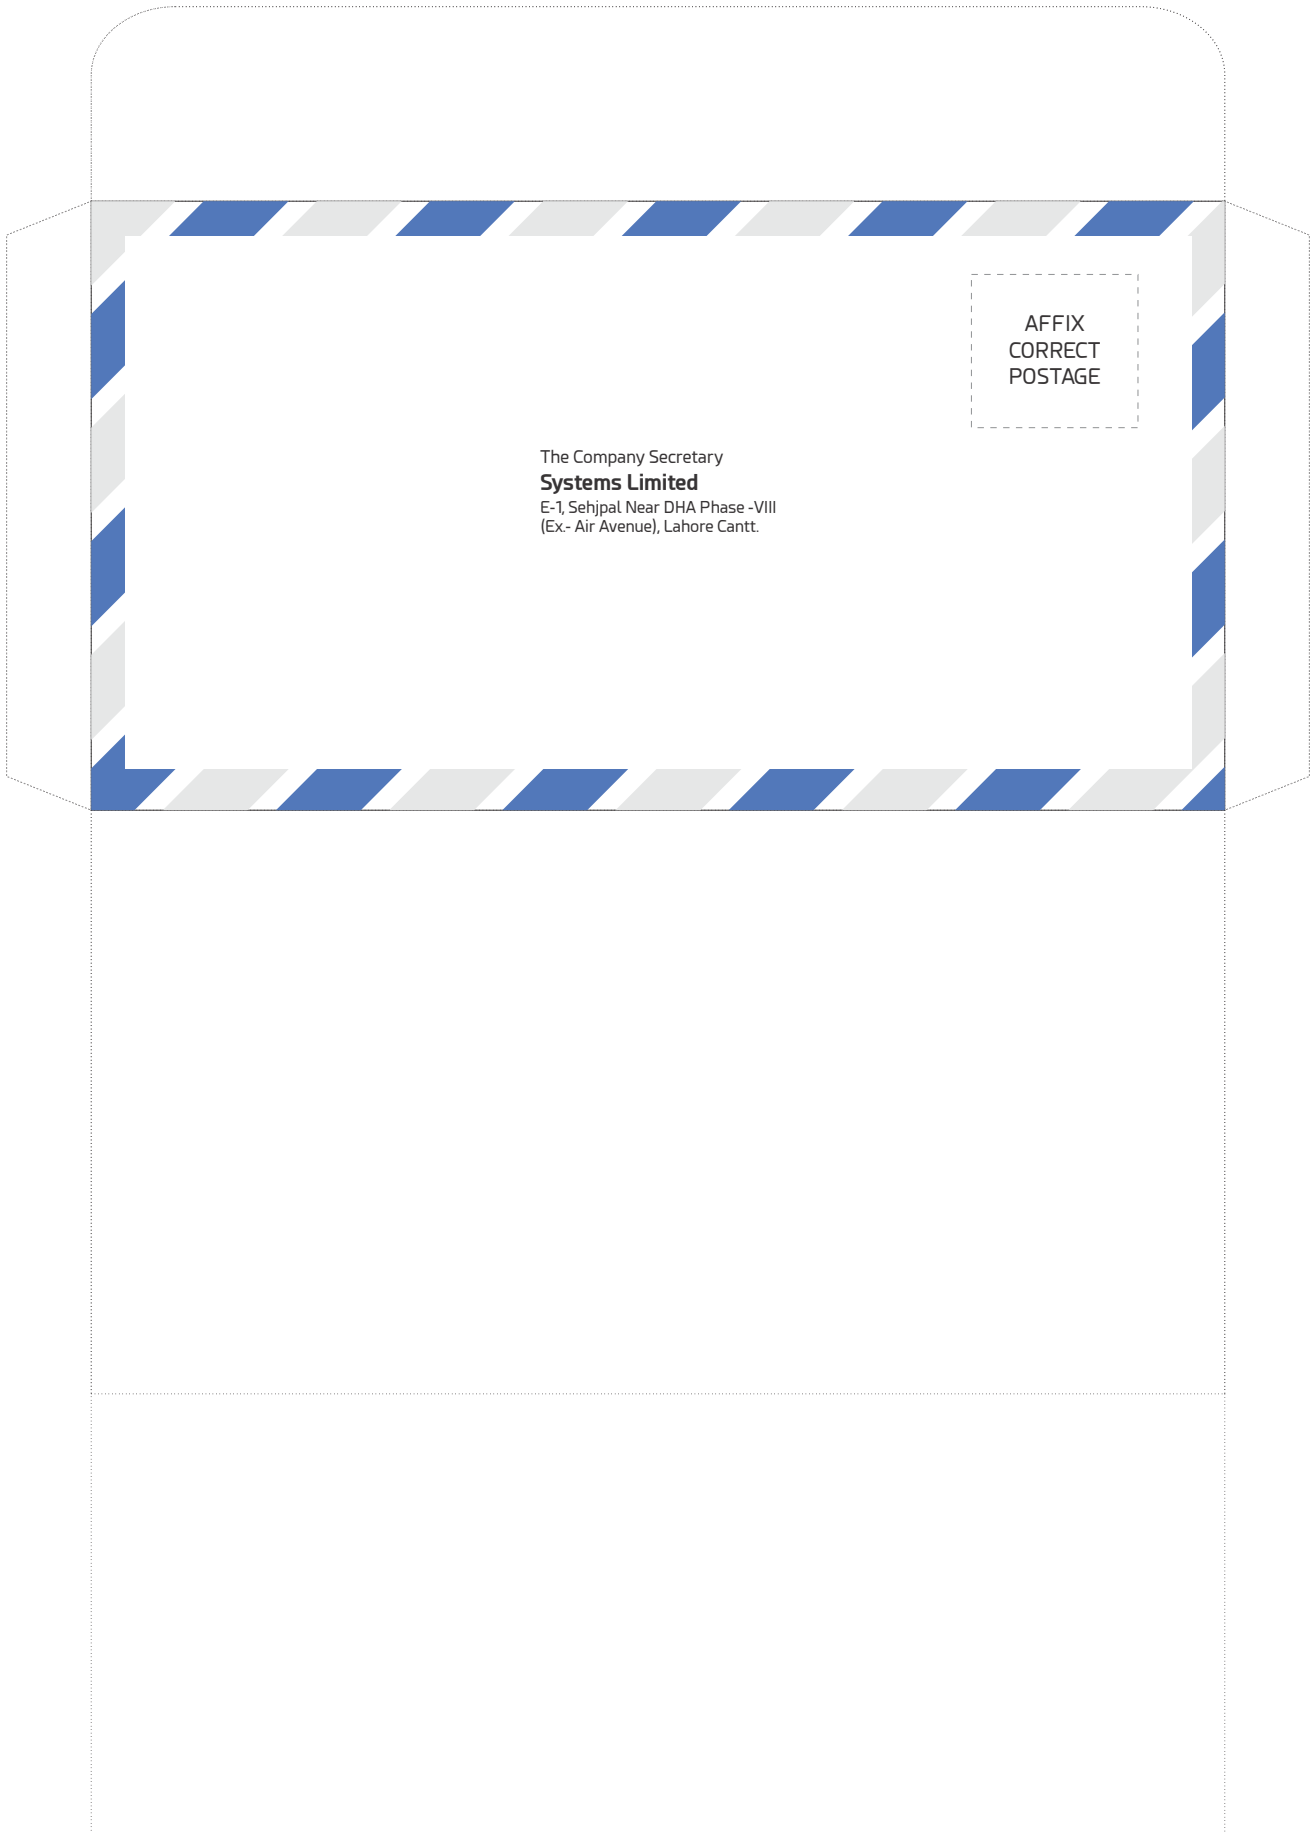 AFFIX
CORRECT
POSTAGE
The Company Secretary
Systems Limited
E-1, Sehjpal Near DHA Phase -VIII
(Ex.- Air Avenue), Lahore Cantt.